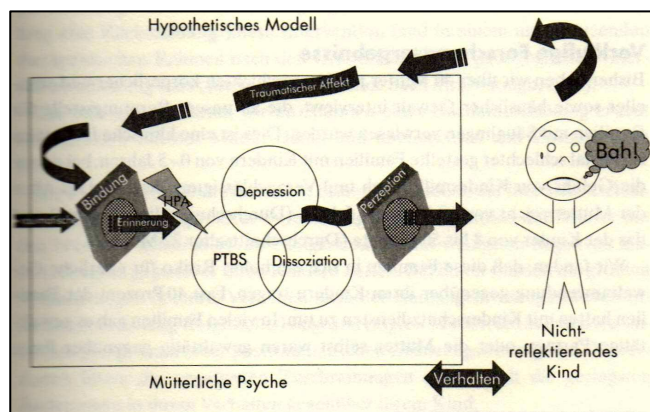 Hypothetisches Modell
Traumatischer Affekt
Bindung
Erinnerung
HPA
Depression
PTBS
Dissoziation
Perzeption
Bah!
Mütterliche Psyche
Verhalten
Nicht-
reflektierendes
Kind